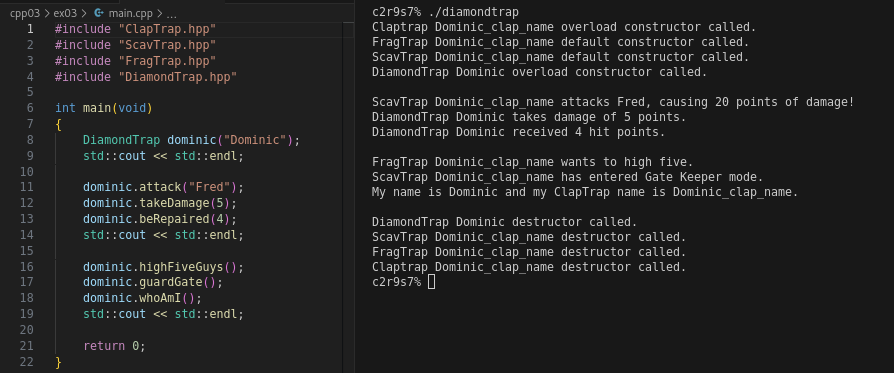 cpp03 > ex03 > main.cpp > ...
1 #include "ClapTrap.hpp"
2 #include "ScavTrap.hpp"
3 #include "FragTrap.hpp"
4 #include "DiamondTrap.hpp"
5
6 int main(void)
7 {
8     DiamondTrap dominic("Dominic");
9     std::cout << std::endl;
10
11     dominic.attack("Fred");
12     dominic.takeDamage(5);
13     dominic.beRepaired(4);
14     std::cout << std::endl;
15
16     dominic.highFiveGuys();
17     dominic.guardGate();
18     dominic.whoAmI();
19     std::cout << std::endl;
20
21     return 0;
22 }
c2r9s7% ./diamondtrap
Claptrap Dominic_clap_name overload constructor called.
FragTrap Dominic_clap_name default constructor called.
ScavTrap Dominic_clap_name default constructor called.
DiamondTrap Dominic overload constructor called.

ScavTrap Dominic_clap_name attacks Fred, causing 20 points of damage!
DiamondTrap Dominic takes damage of 5 points.
DiamondTrap Dominic received 4 hit points.

FragTrap Dominic_clap_name wants to high five.
ScavTrap Dominic_clap_name has entered Gate Keeper mode.
My name is Dominic and my ClapTrap name is Dominic_clap_name.

DiamondTrap Dominic destructor called.
ScavTrap Dominic_clap_name destructor called.
FragTrap Dominic_clap_name destructor called.
Claptrap Dominic_clap_name destructor called.
c2r9s7%